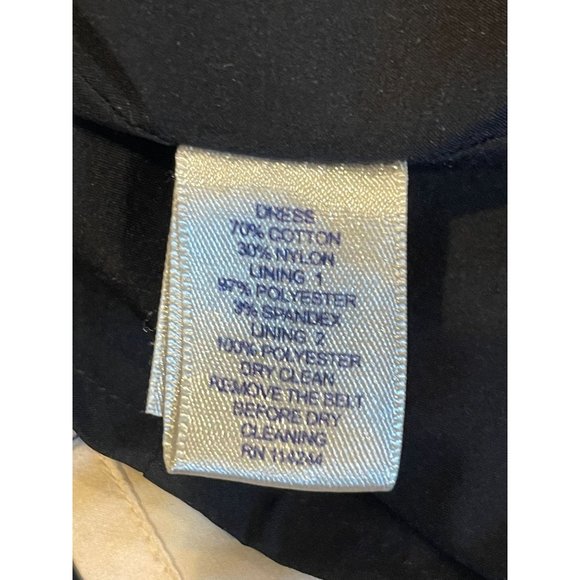 DRESS
70% COTTON
30% NYLON
LINING 1
97% POLYESTER
3% SPANDEX
LINING 2
100% POLYESTER
DRY CLEAN
REMOVE THE BELT
BEFORE DRY
CLEANING
RN 114244